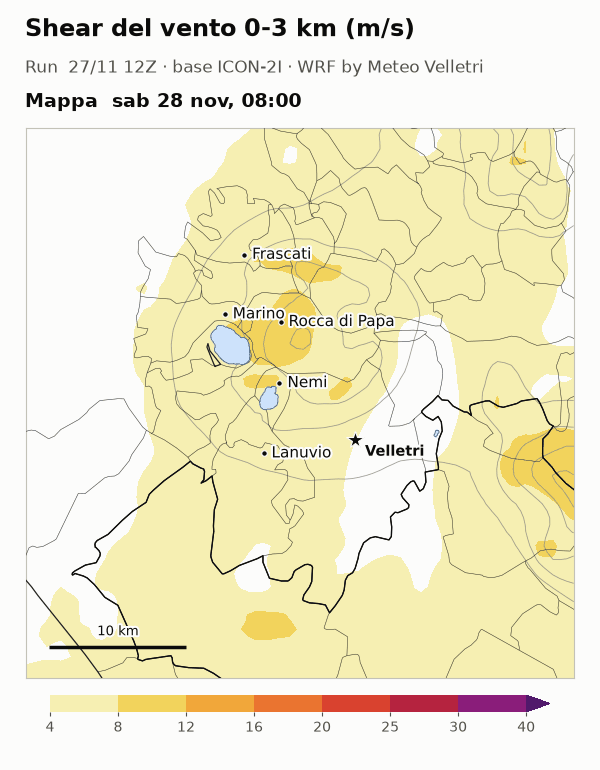 Shear del vento 0-3 km (m/s)
Run  27/11 12Z · base ICON-2I · WRF by Meteo Velletri
Mappa  sab 28 nov, 08:00
Frascati
Marino
Rocca di Papa
Nemi
Velletri
Lanuvio
10 km
4 8 12 16 20 25 30 40